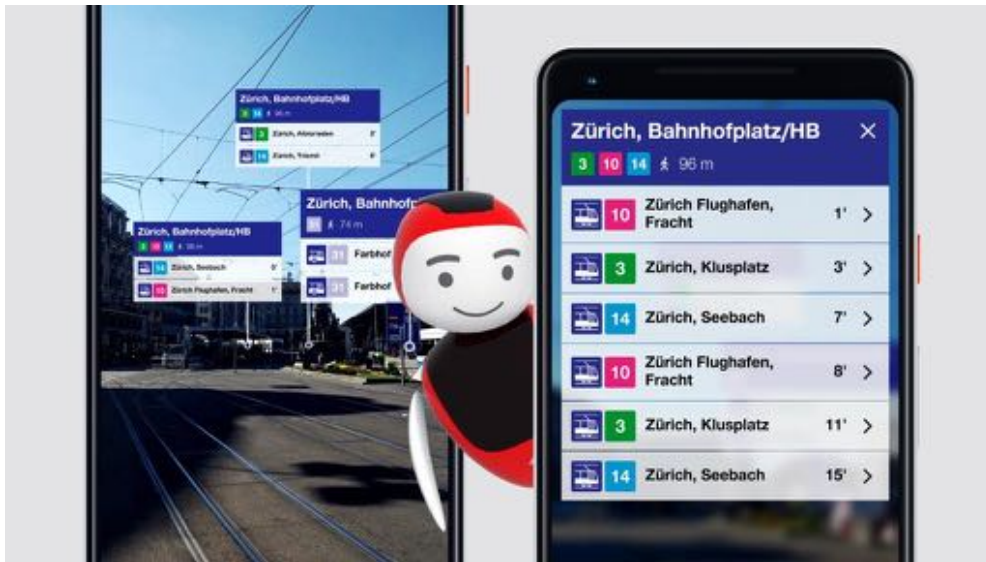 Zürich, Bahnhofplatz/HB
3 14 96 m
3 Zürich, Albisrieden
14 Zürich, Triemli
Zürich, Bahnhofp
31 74 m
31 Farbhof
31 Farbhof
Zürich, Bahnhofplatz/HB
3 10 14 96 m
14 Zürich, Seebach
10 Zürich Flughafen, Fracht 1'
Zürich, Bahnhofplatz/HB
3 10 14 96 m
10 Zürich Flughafen,
Fracht 1'
3 Zürich, Klusplatz 3'
14 Zürich, Seebach 7'
10 Zürich Flughafen,
Fracht 8'
3 Zürich, Klusplatz 11'
14 Zürich, Seebach 15'